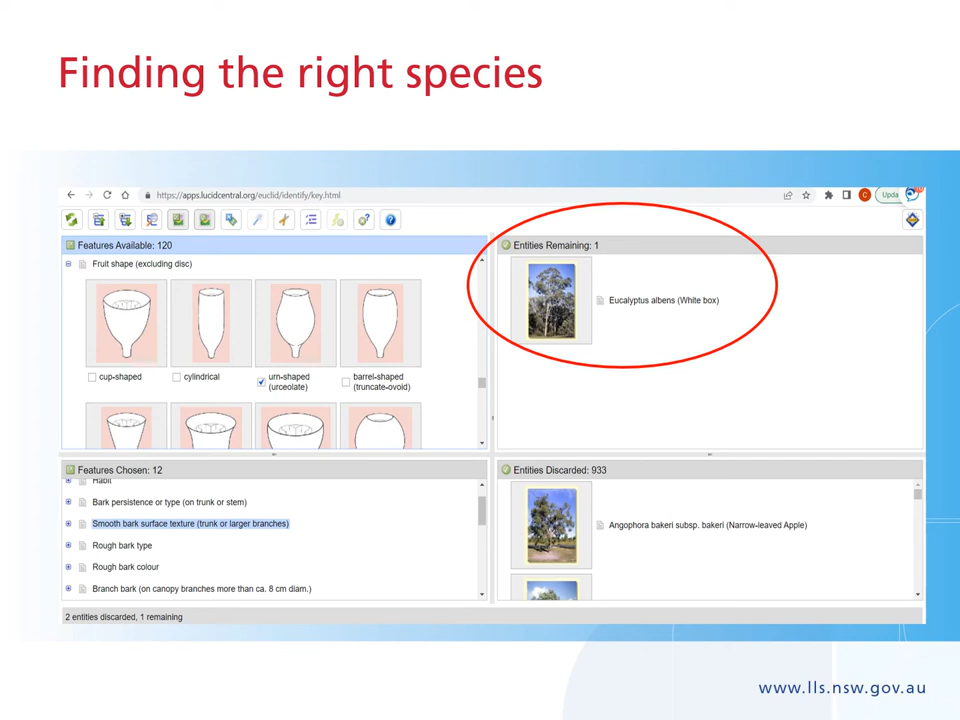 Finding the right species
https://apps.lucidcentral.org/euclid/identify/key.html
Upda
Features Available: 120
Fruit shape (excluding disc)
cup-shaped
cylindrical
urn-shaped
(urceolate)
barrel-shaped
(truncate-ovoid)
Entities Remaining: 1
Eucalyptus albens (White box)
Features Chosen: 12
Habit
Bark persistence or type (on trunk or stem)
Smooth bark surface texture (trunk or larger branches)
Rough bark type
Rough bark colour
Branch bark (on canopy branches more than ca. 8 cm diam.)
Entities Discarded: 933
Angophora bakeri subsp. bakeri (Narrow-leaved Apple)
2 entities discarded, 1 remaining
www.lls.nsw.gov.au